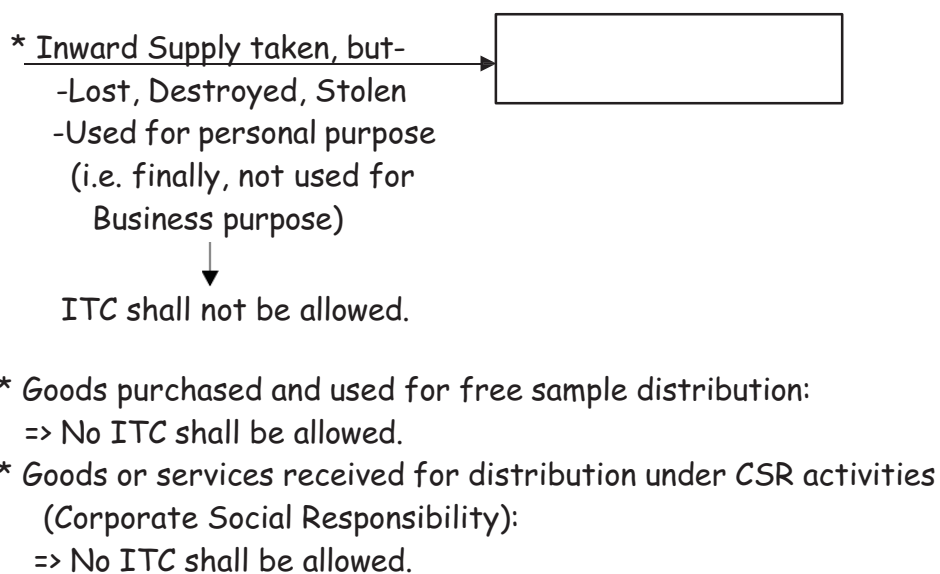 * Inward Supply taken, but-
-Lost, Destroyed, Stolen
-Used for personal purpose
(i.e. finally, not used for
Business purpose)
ITC shall not be allowed.
* Goods purchased and used for free sample distribution:
=> No ITC shall be allowed.
* Goods or services received for distribution under CSR activities
(Corporate Social Responsibility):
=> No ITC shall be allowed.